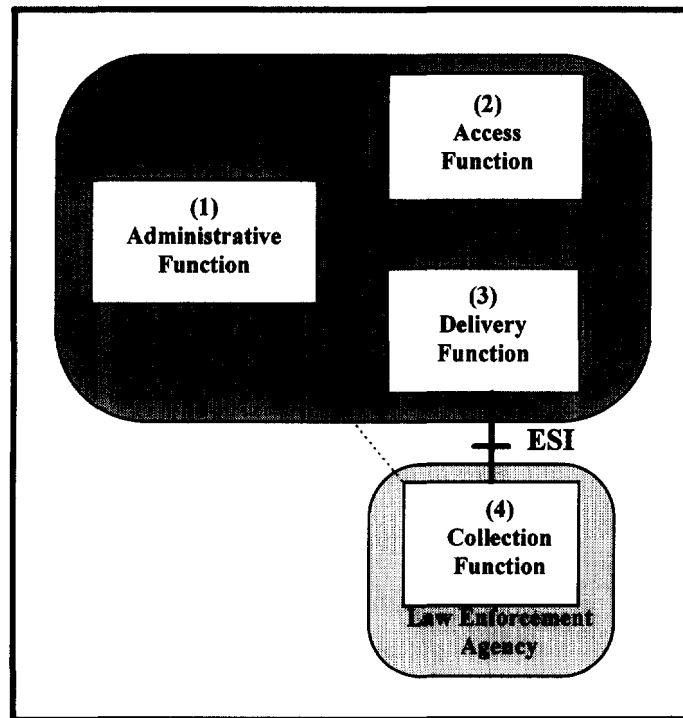 (2)
Access
Function
(1)
Administrative
Function
(3)
Delivery
Function
ESI
(4)
Collection
Function
Law Enforcement
Agency